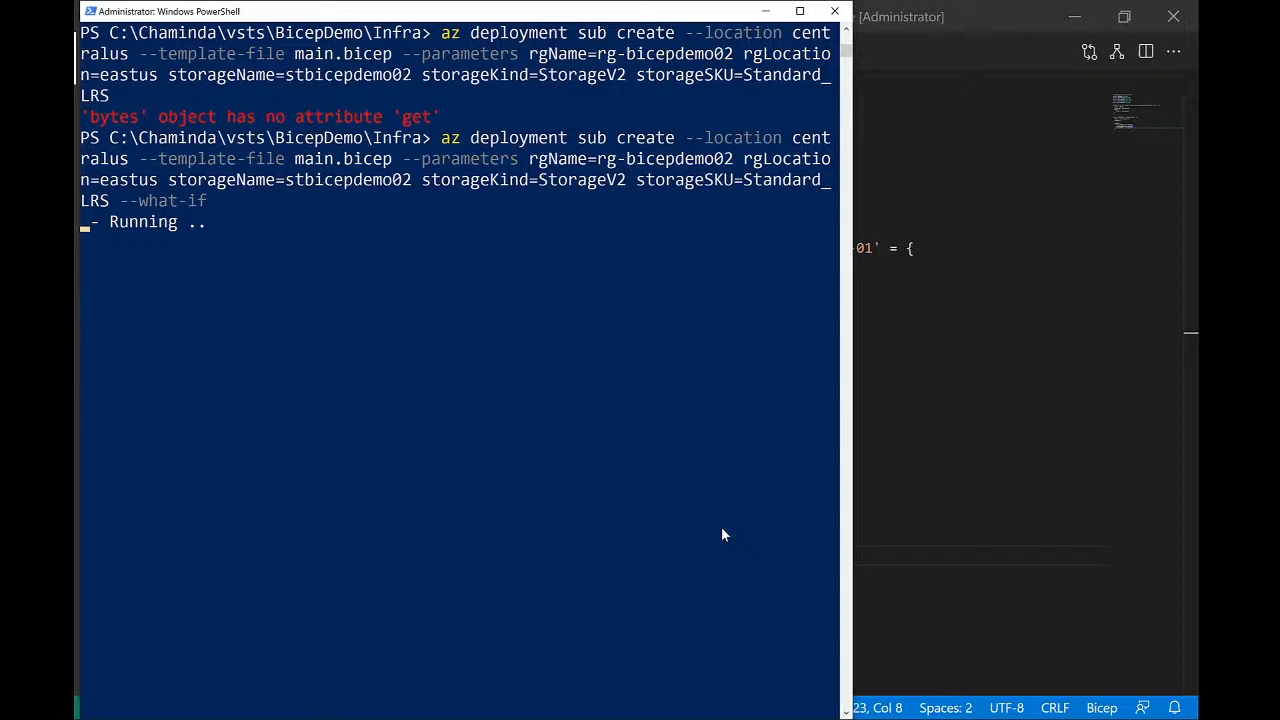 Administrator: Windows PowerShell
[Administrator]
PS C:\Chaminda\vsts\BicepDemo\Infra> az deployment sub create --location cent
ralus --template-file main.bicep --parameters rgName=rg-bicepdemo02 rgLocatio
n=eastus storageName=stbicepdemo02 storageKind=StorageV2 storageSKU=Standard_
LRS
'bytes' object has no attribute 'get'
PS C:\Chaminda\vsts\BicepDemo\Infra> az deployment sub create --location cent
ralus --template-file main.bicep --parameters rgName=rg-bicepdemo02 rgLocatio
n=eastus storageName=stbicepdemo02 storageKind=StorageV2 storageSKU=Standard_
LRS --what-if
- Running ..
01' = {
23, Col 8 Spaces: 2 UTF-8 CRLF Bicep